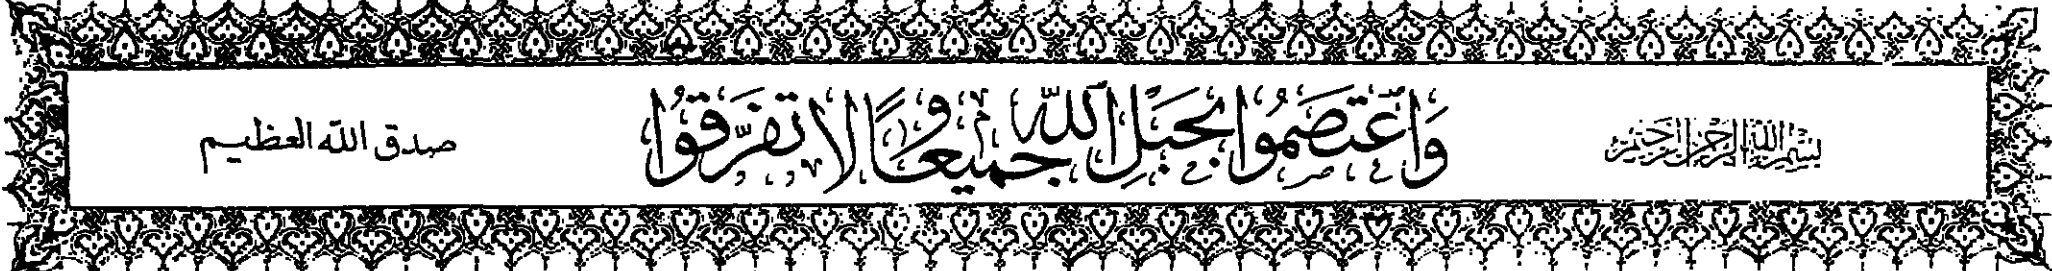 بسم الله الرحمن الرحيم
وَاعْتَصِمُوا بِحَبْلِ اللَّهِ جَمِيعًا وَلَا تَفَرَّقُوا
صدق الله العظيم